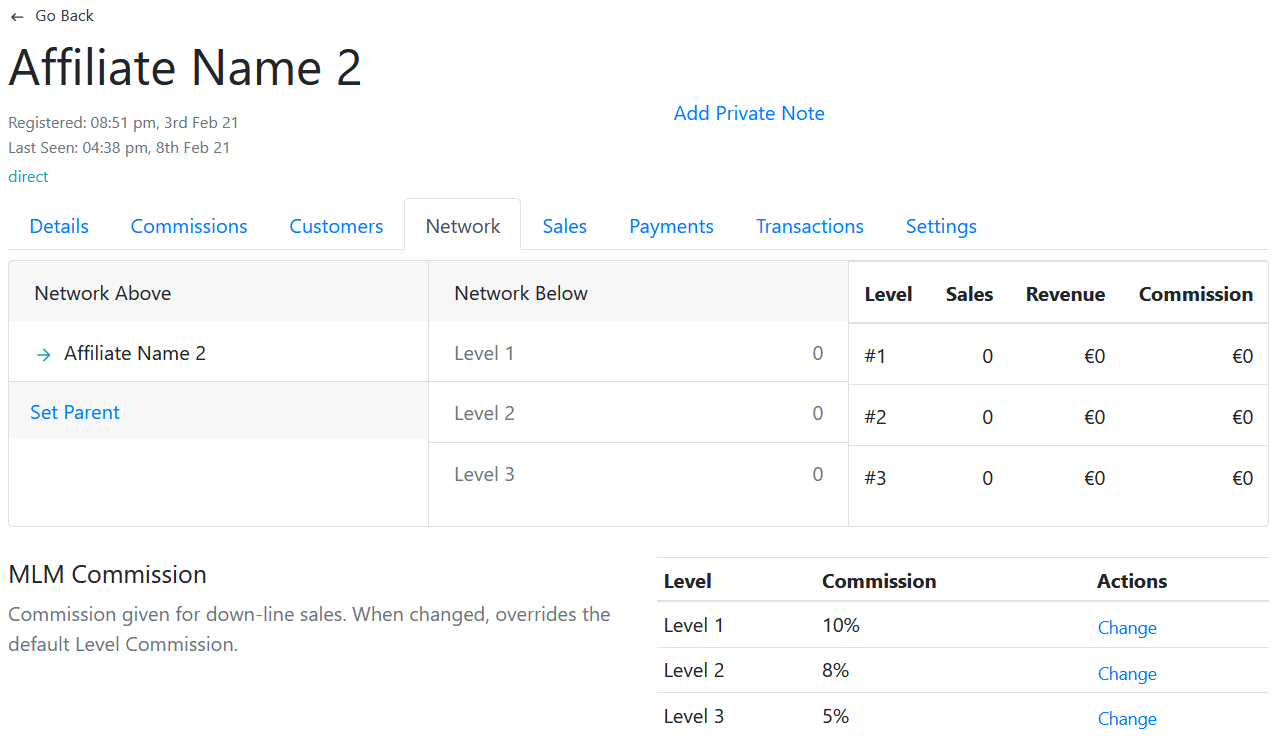 ← Go Back
Affiliate Name 2
Registered: 08:51 pm, 3rd Feb 21
Last Seen: 04:38 pm, 8th Feb 21
direct
Add Private Note
Details Commissions Customers Network Sales Payments Transactions Settings
Network Above
→ Affiliate Name 2
Set Parent
Network Below
Level 1 0
Level 2 0
Level 3 0
Level Sales Revenue Commission
#1 0 €0 €0
#2 0 €0 €0
#3 0 €0 €0
MLM Commission
Commission given for down-line sales. When changed, overrides the
default Level Commission.
Level Commission Actions
Level 1 10% Change
Level 2 8% Change
Level 3 5% Change